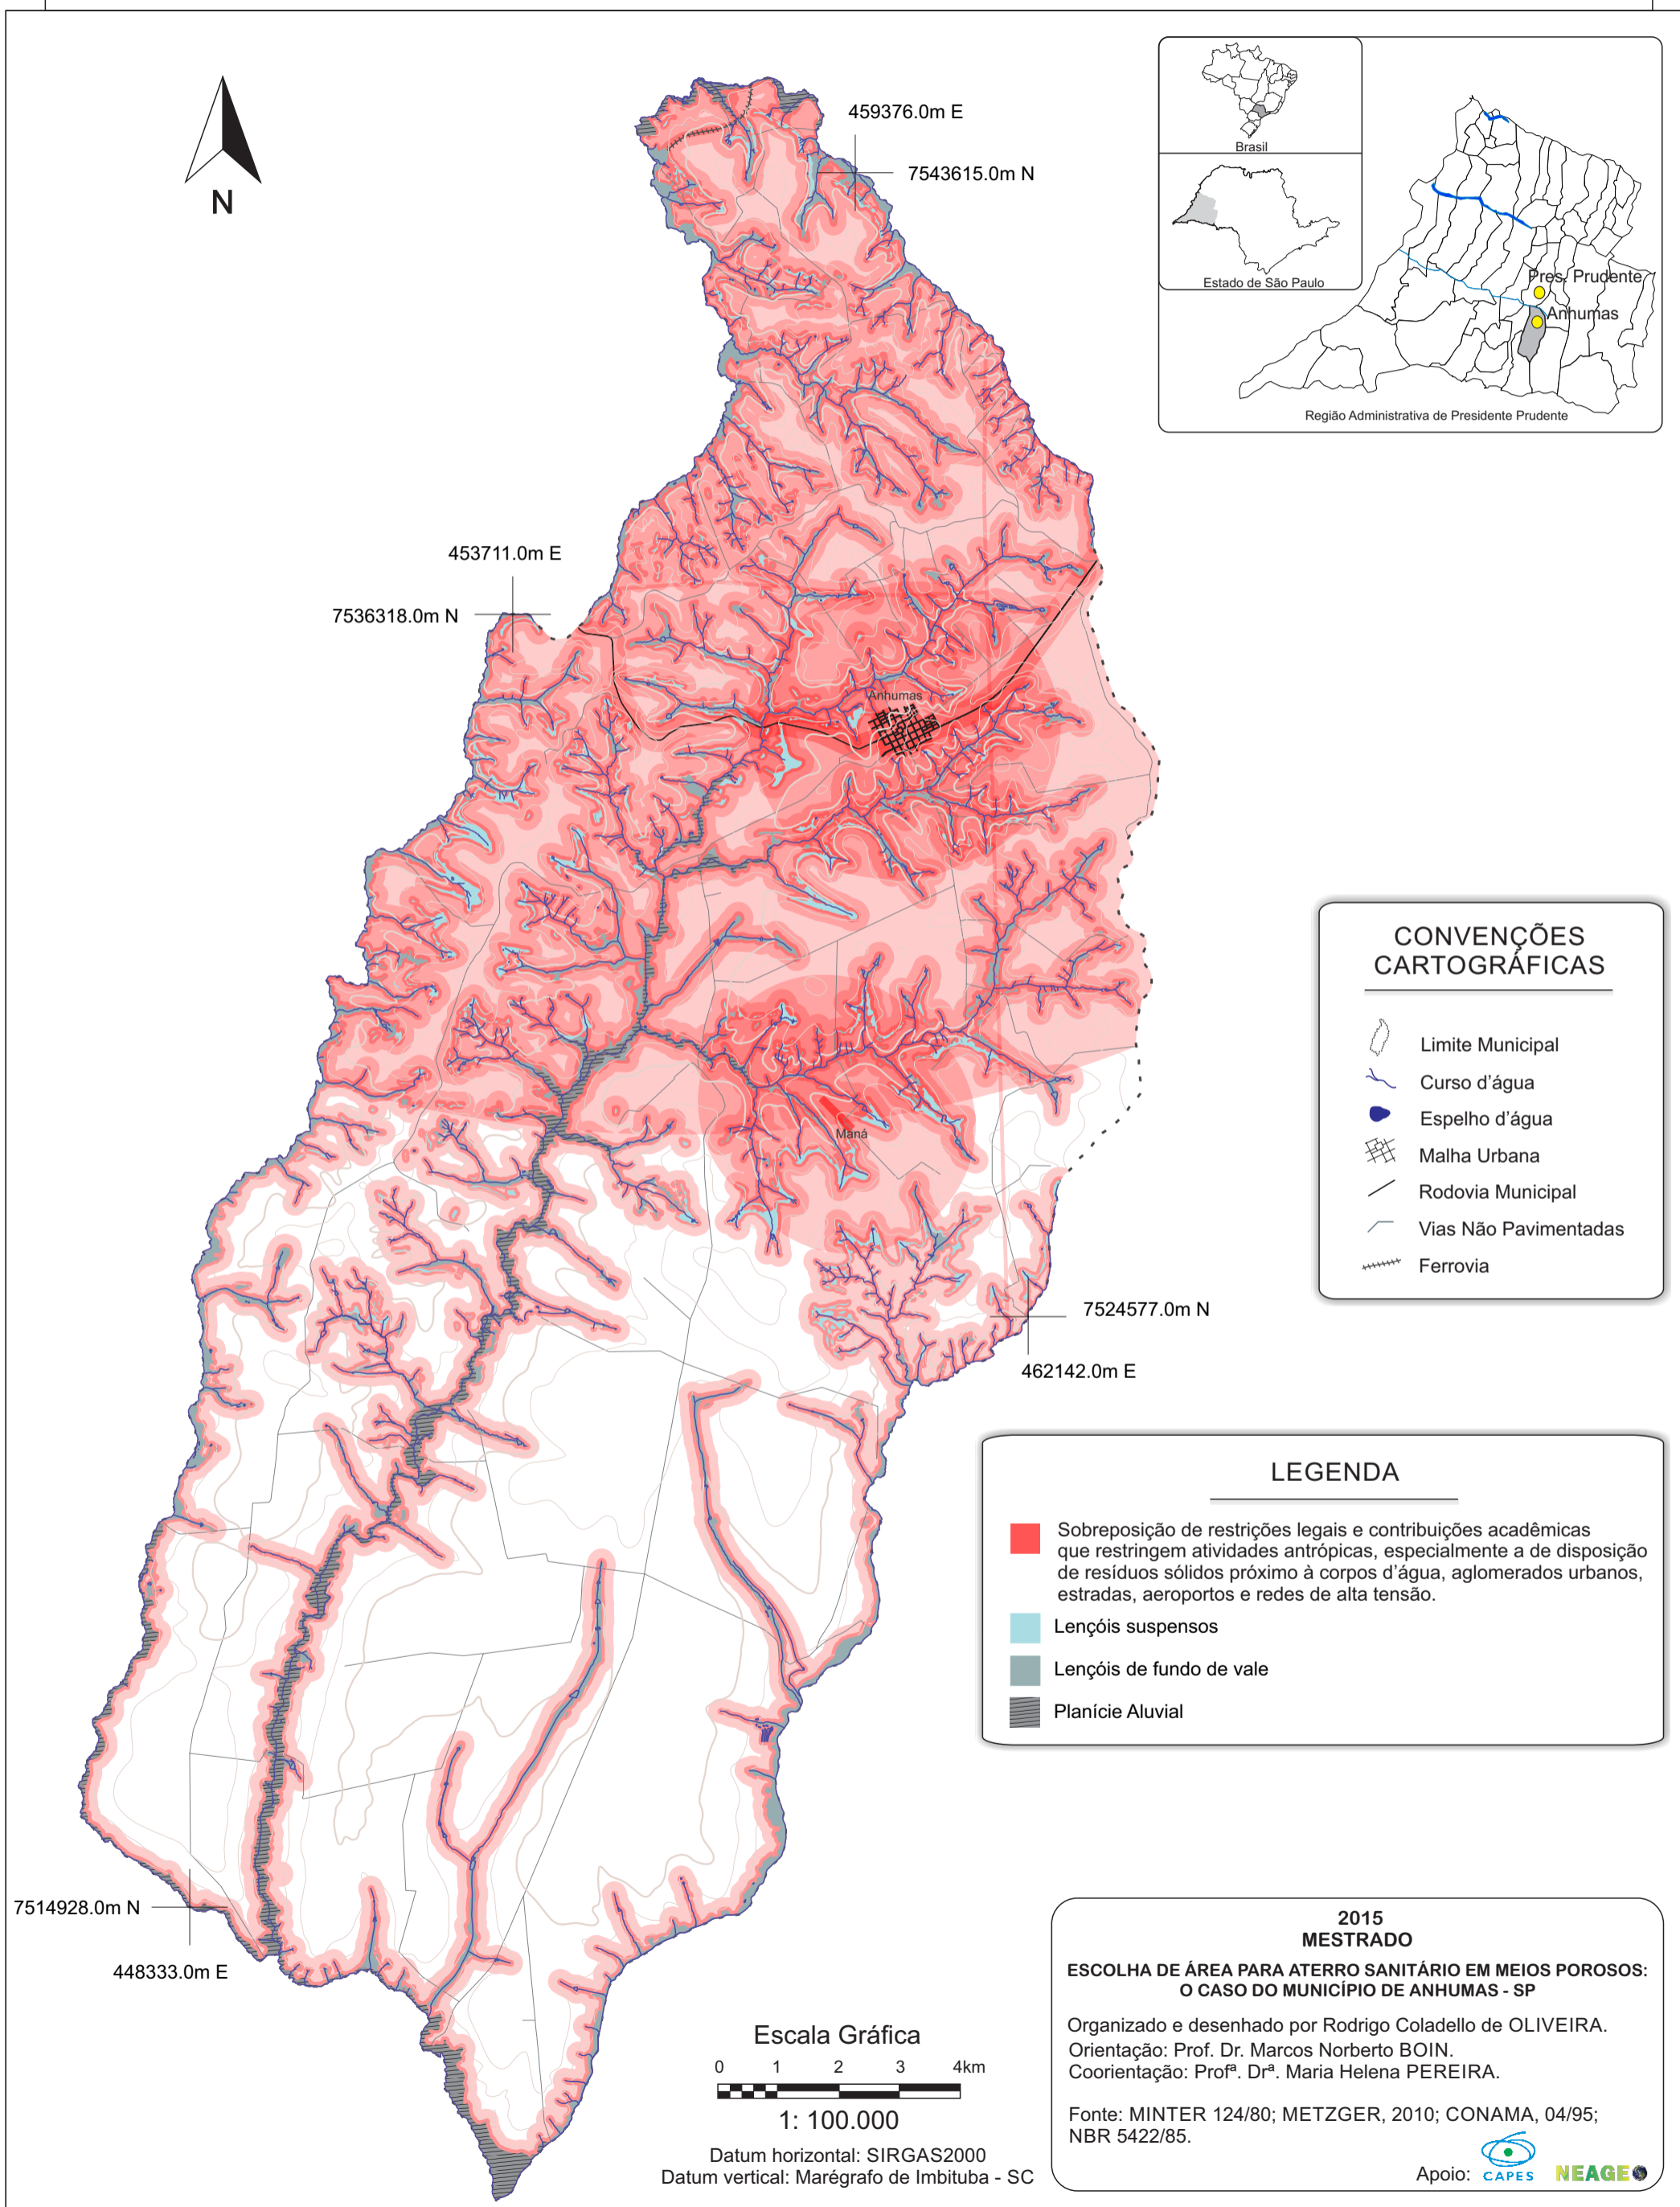 N
459376.0m E
7543615.0m N
453711.0m E
7536318.0m N
Anhumas
Maná
7524577.0m N
462142.0m E
7514928.0m N
448333.0m E
Brasil
Estado de São Paulo
Pres. Prudente
Anhumas
Região Administrativa de Presidente Prudente
CONVENÇÕES
CARTOGRÁFICAS
Limite Municipal
Curso d'água
Espelho d'água
Malha Urbana
Rodovia Municipal
Vias Não Pavimentadas
Ferrovia
LEGENDA
Sobreposição de restrições legais e contribuições acadêmicas
que restringem atividades antrópicas, especialmente a de disposição
de resíduos sólidos próximo à corpos d'água, aglomerados urbanos,
estradas, aeroportos e redes de alta tensão.
Lençóis suspensos
Lençóis de fundo de vale
Planície Aluvial
Escala Gráfica
0 1 2 3 4km
1: 100.000
Datum horizontal: SIRGAS2000
Datum vertical: Marégrafo de Imbituba - SC
2015
MESTRADO
ESCOLHA DE ÁREA PARA ATERRO SANITÁRIO EM MEIOS POROSOS:
O CASO DO MUNICÍPIO DE ANHUMAS - SP
Organizado e desenhado por Rodrigo Coladello de OLIVEIRA.
Orientação: Prof. Dr. Marcos Norberto BOIN.
Coorientação: Profª. Drª. Maria Helena PEREIRA.
Fonte: MINTER 124/80; METZGER, 2010; CONAMA, 04/95;
NBR 5422/85.
Apoio: CAPES NEAGEO